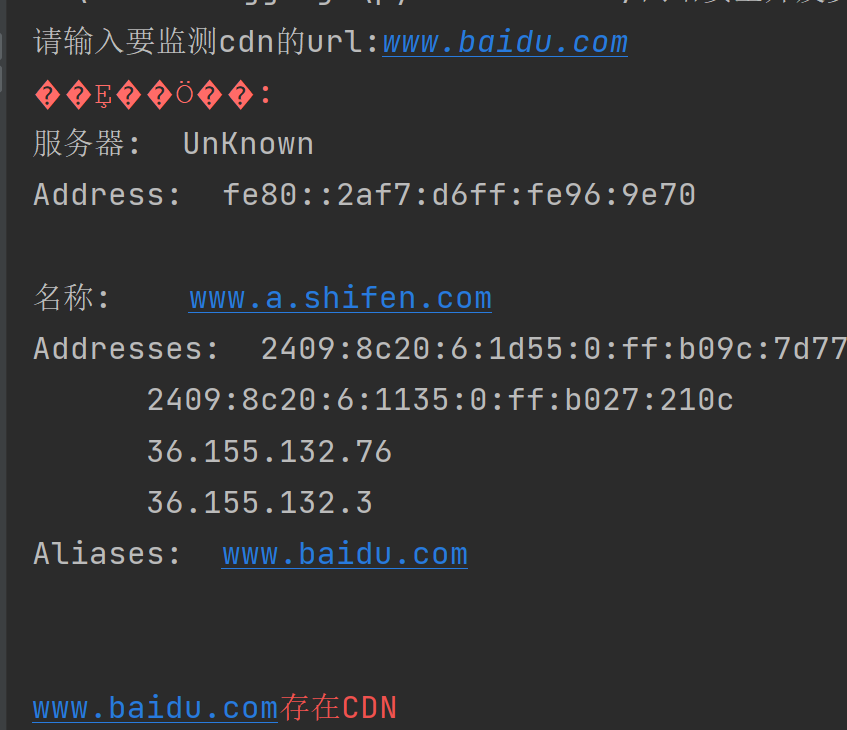 请输入要监测cdn的url:www.baidu.com
��Ȩ��Ӧ��:
服务器:  UnKnown
Address:  fe80::2af7:d6ff:fe96:9e70
名称:    www.a.shifen.com
Addresses:  2409:8c20:6:1d55:0:ff:b09c:7d77
2409:8c20:6:1135:0:ff:b027:210c
36.155.132.76
36.155.132.3
Aliases:  www.baidu.com
www.baidu.com存在CDN